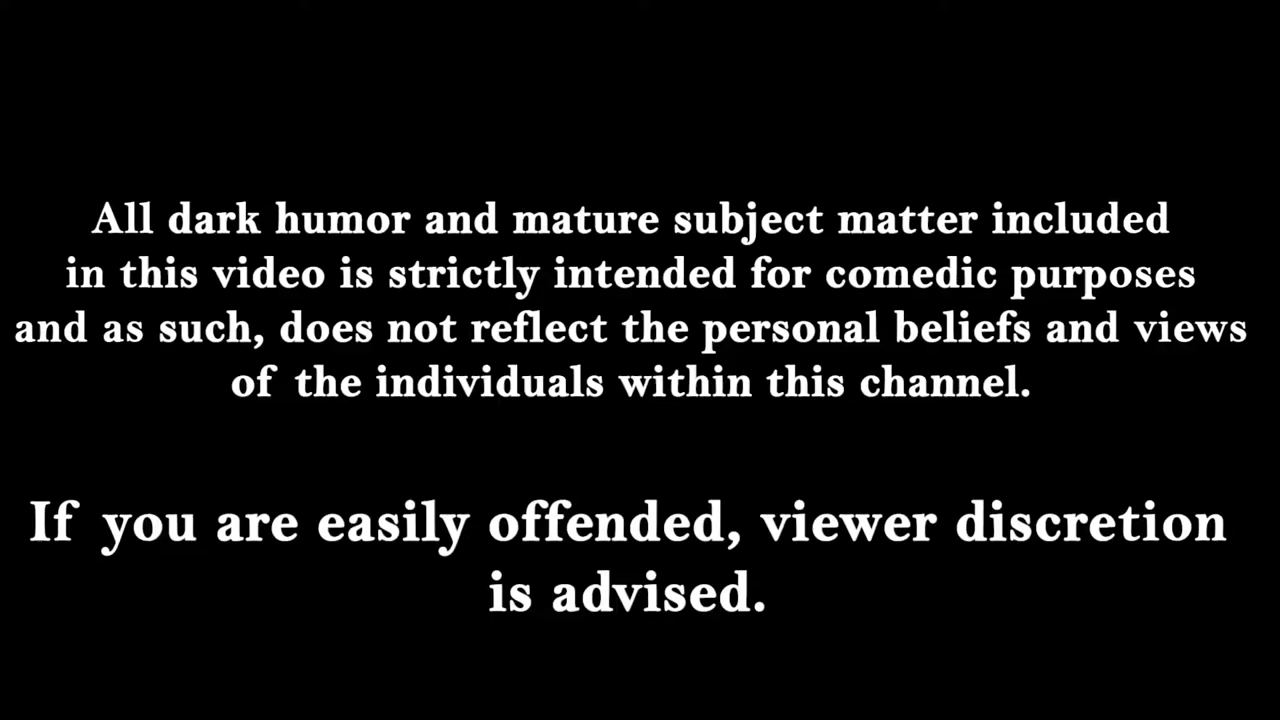 All dark humor and mature subject matter included
in this video is strictly intended for comedic purposes
and as such, does not reflect the personal beliefs and views
of the individuals within this channel.
If you are easily offended, viewer discretion
is advised.